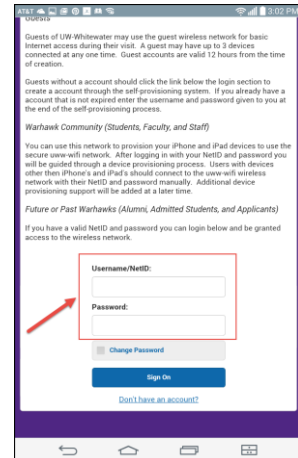 AT&T 3:02 PM
Guests
Guests of UW-Whitewater may use the guest wireless network for basic
Internet access during their visit. A guest may have up to 3 devices
connected at any one time. Guest accounts are valid 12 hours from the time
of creation.
Guests without a account should click the link below the login section to
create a account through the self-provisioning system. If you already have a
account that is not expired enter the username and password given to you at
the end of the self-provisioning process.
Warhawk Community (Students, Faculty, and Staff)
You can use this network to provision your iPhone and iPad devices to use the
secure uww-wifi network. After logging in with your NetID and password you
will be guided through a device provisioning process. Users with devices
other then iPhone's and iPad's should connect to the uww-wifi wireless
network with their NetID and password manually. Additional device
provisioning support will be added at a later time.
Future or Past Warhawks (Alumni, Admitted Students, and Applicants)
If you have a valid NetID and password you can login below and be granted
access to the wireless network.
Username/NetID:
Password:
Change Password
Sign On
Don't have an account?